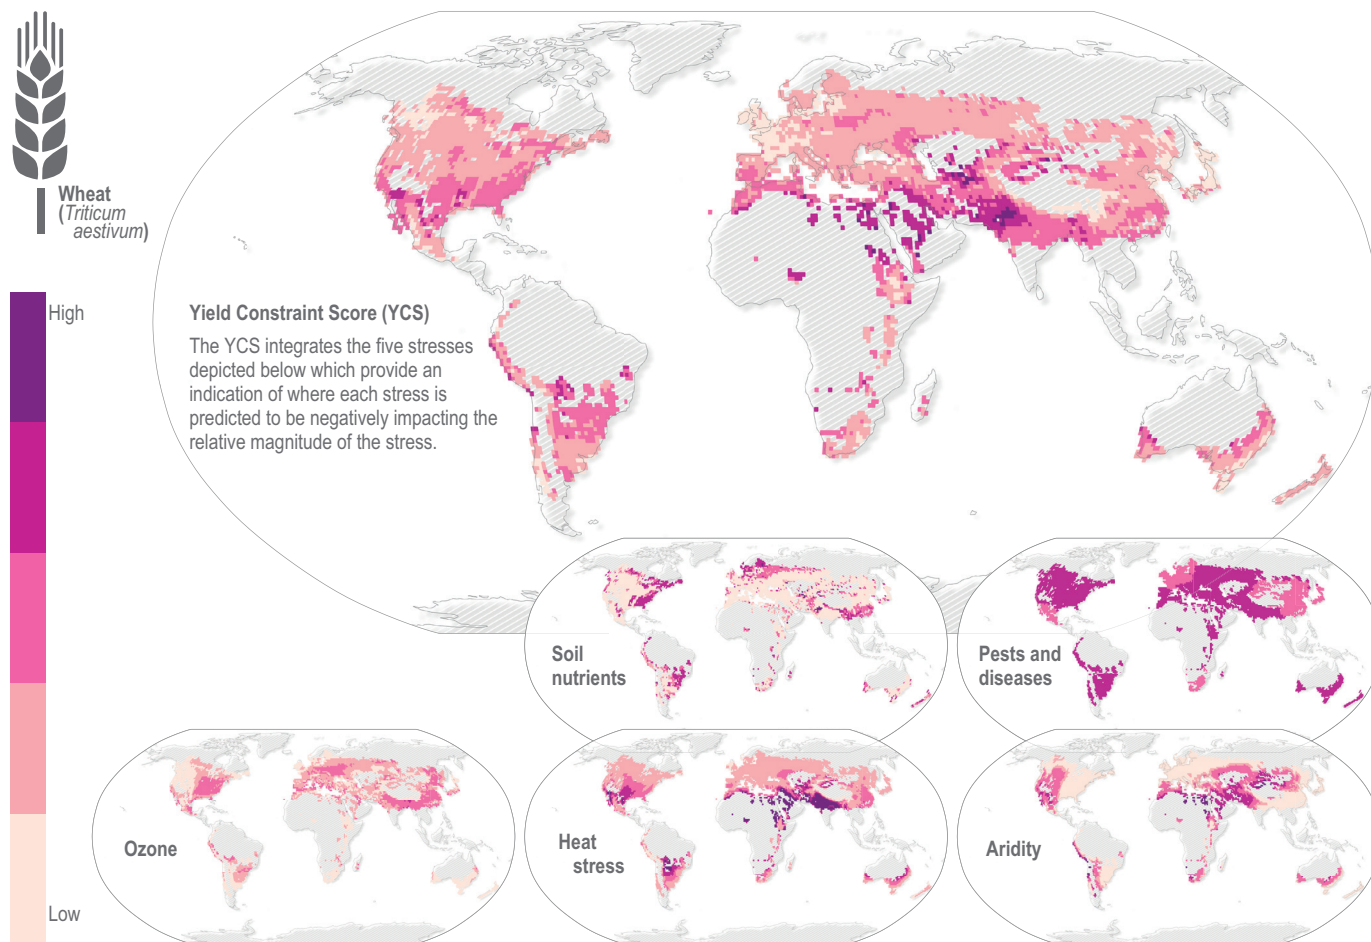 Wheat
(Triticum
aestivum)
High
Low
Yield Constraint Score (YCS)
The YCS integrates the five stresses
depicted below which provide an
indication of where each stress is
predicted to be negatively impacting the
relative magnitude of the stress.
Soil
nutrients
Pests and
diseases
Ozone
Heat
stress
Aridity